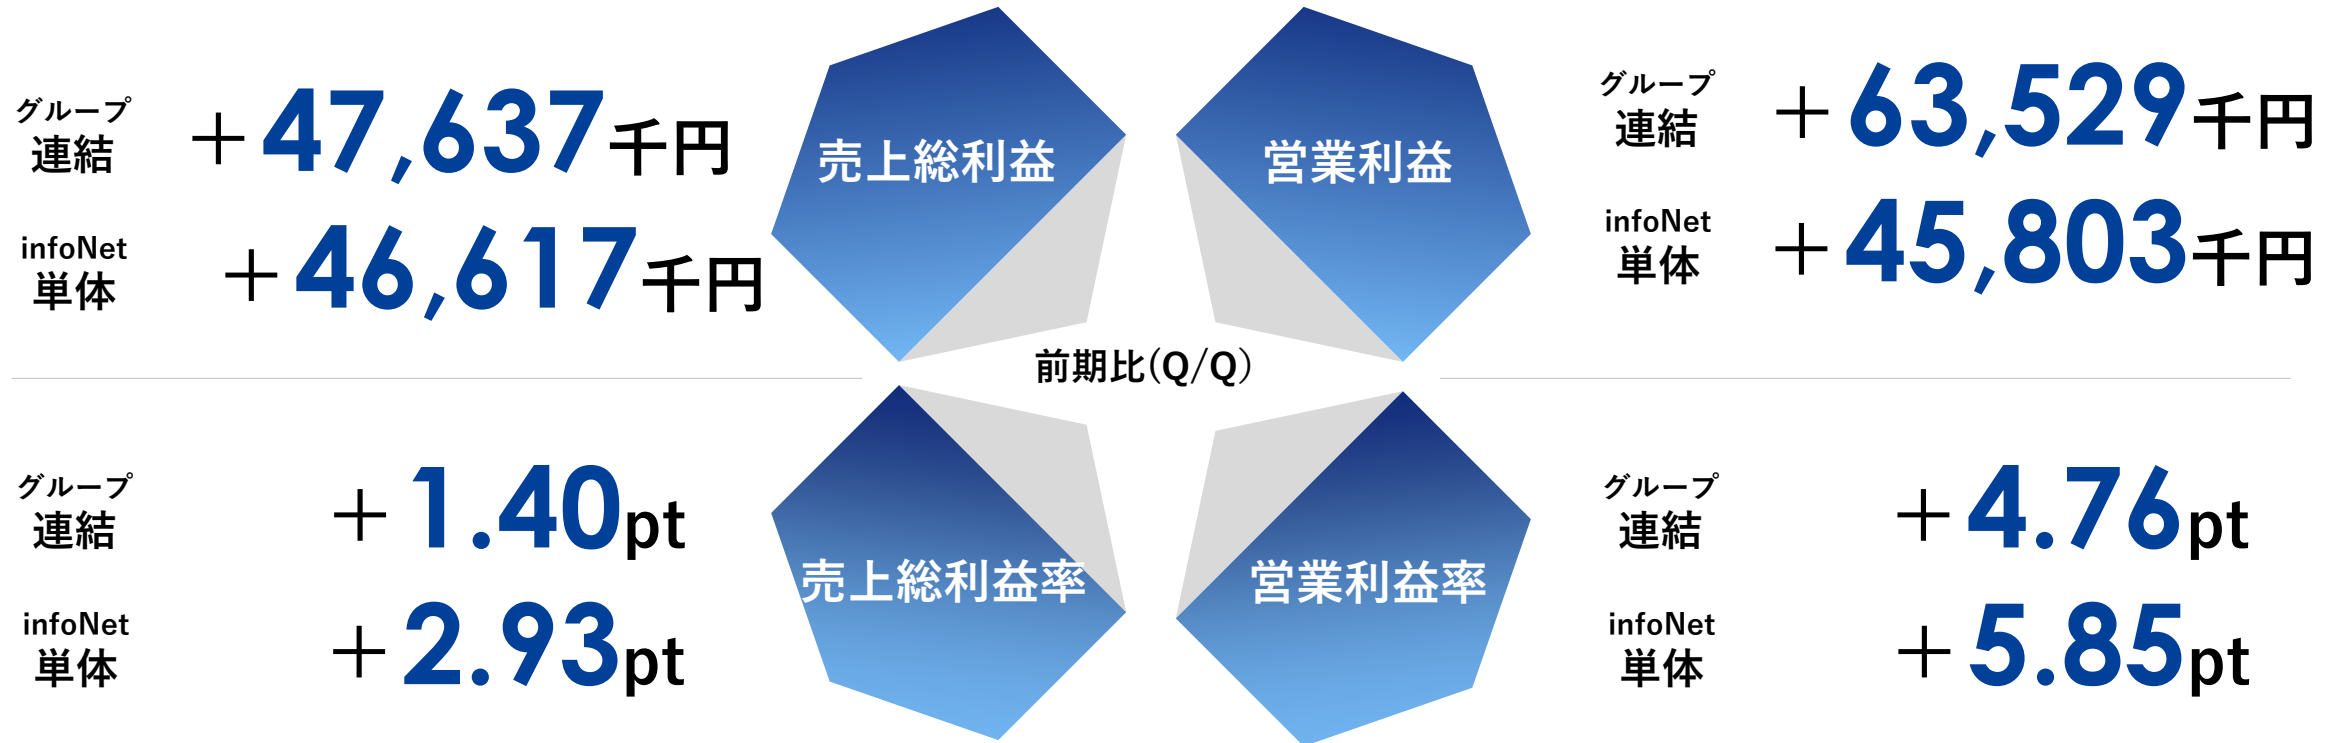 グループ
連結
+47,637千円
infoNet
単体
+46,617千円
売上総利益
営業利益
グループ
連結
+63,529千円
infoNet
単体
+45,803千円
前期比(Q/Q)
グループ
連結
+1.40pt
infoNet
単体
+2.93pt
売上総利益率
営業利益率
グループ
連結
+4.76pt
infoNet
単体
+5.85pt